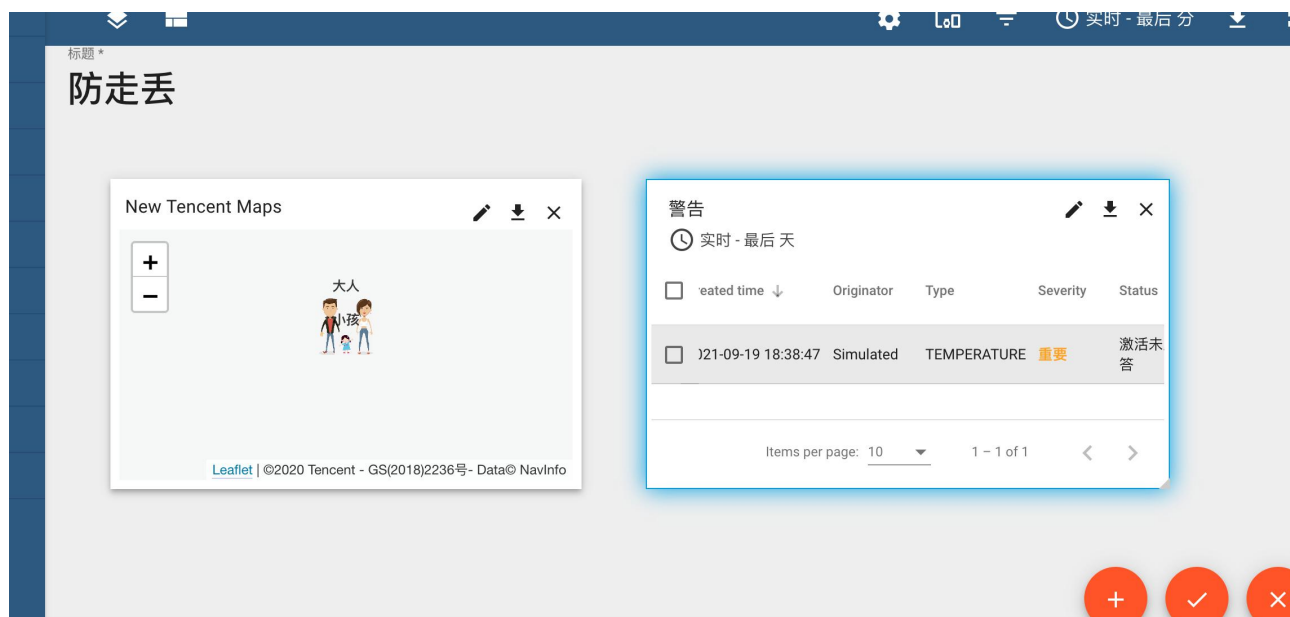 实时 - 最后 分
标题 *
防走丢
New Tencent Maps
+
−
大人
小孩
Leaflet | ©2020 Tencent - GS(2018)2236号- Data© NavInfo
警告
实时 - 最后 天
eated time ↓ Originator Type Severity Status
021-09-19 18:38:47 Simulated TEMPERATURE 重要 激活未
答
Items per page: 10 1 – 1 of 1